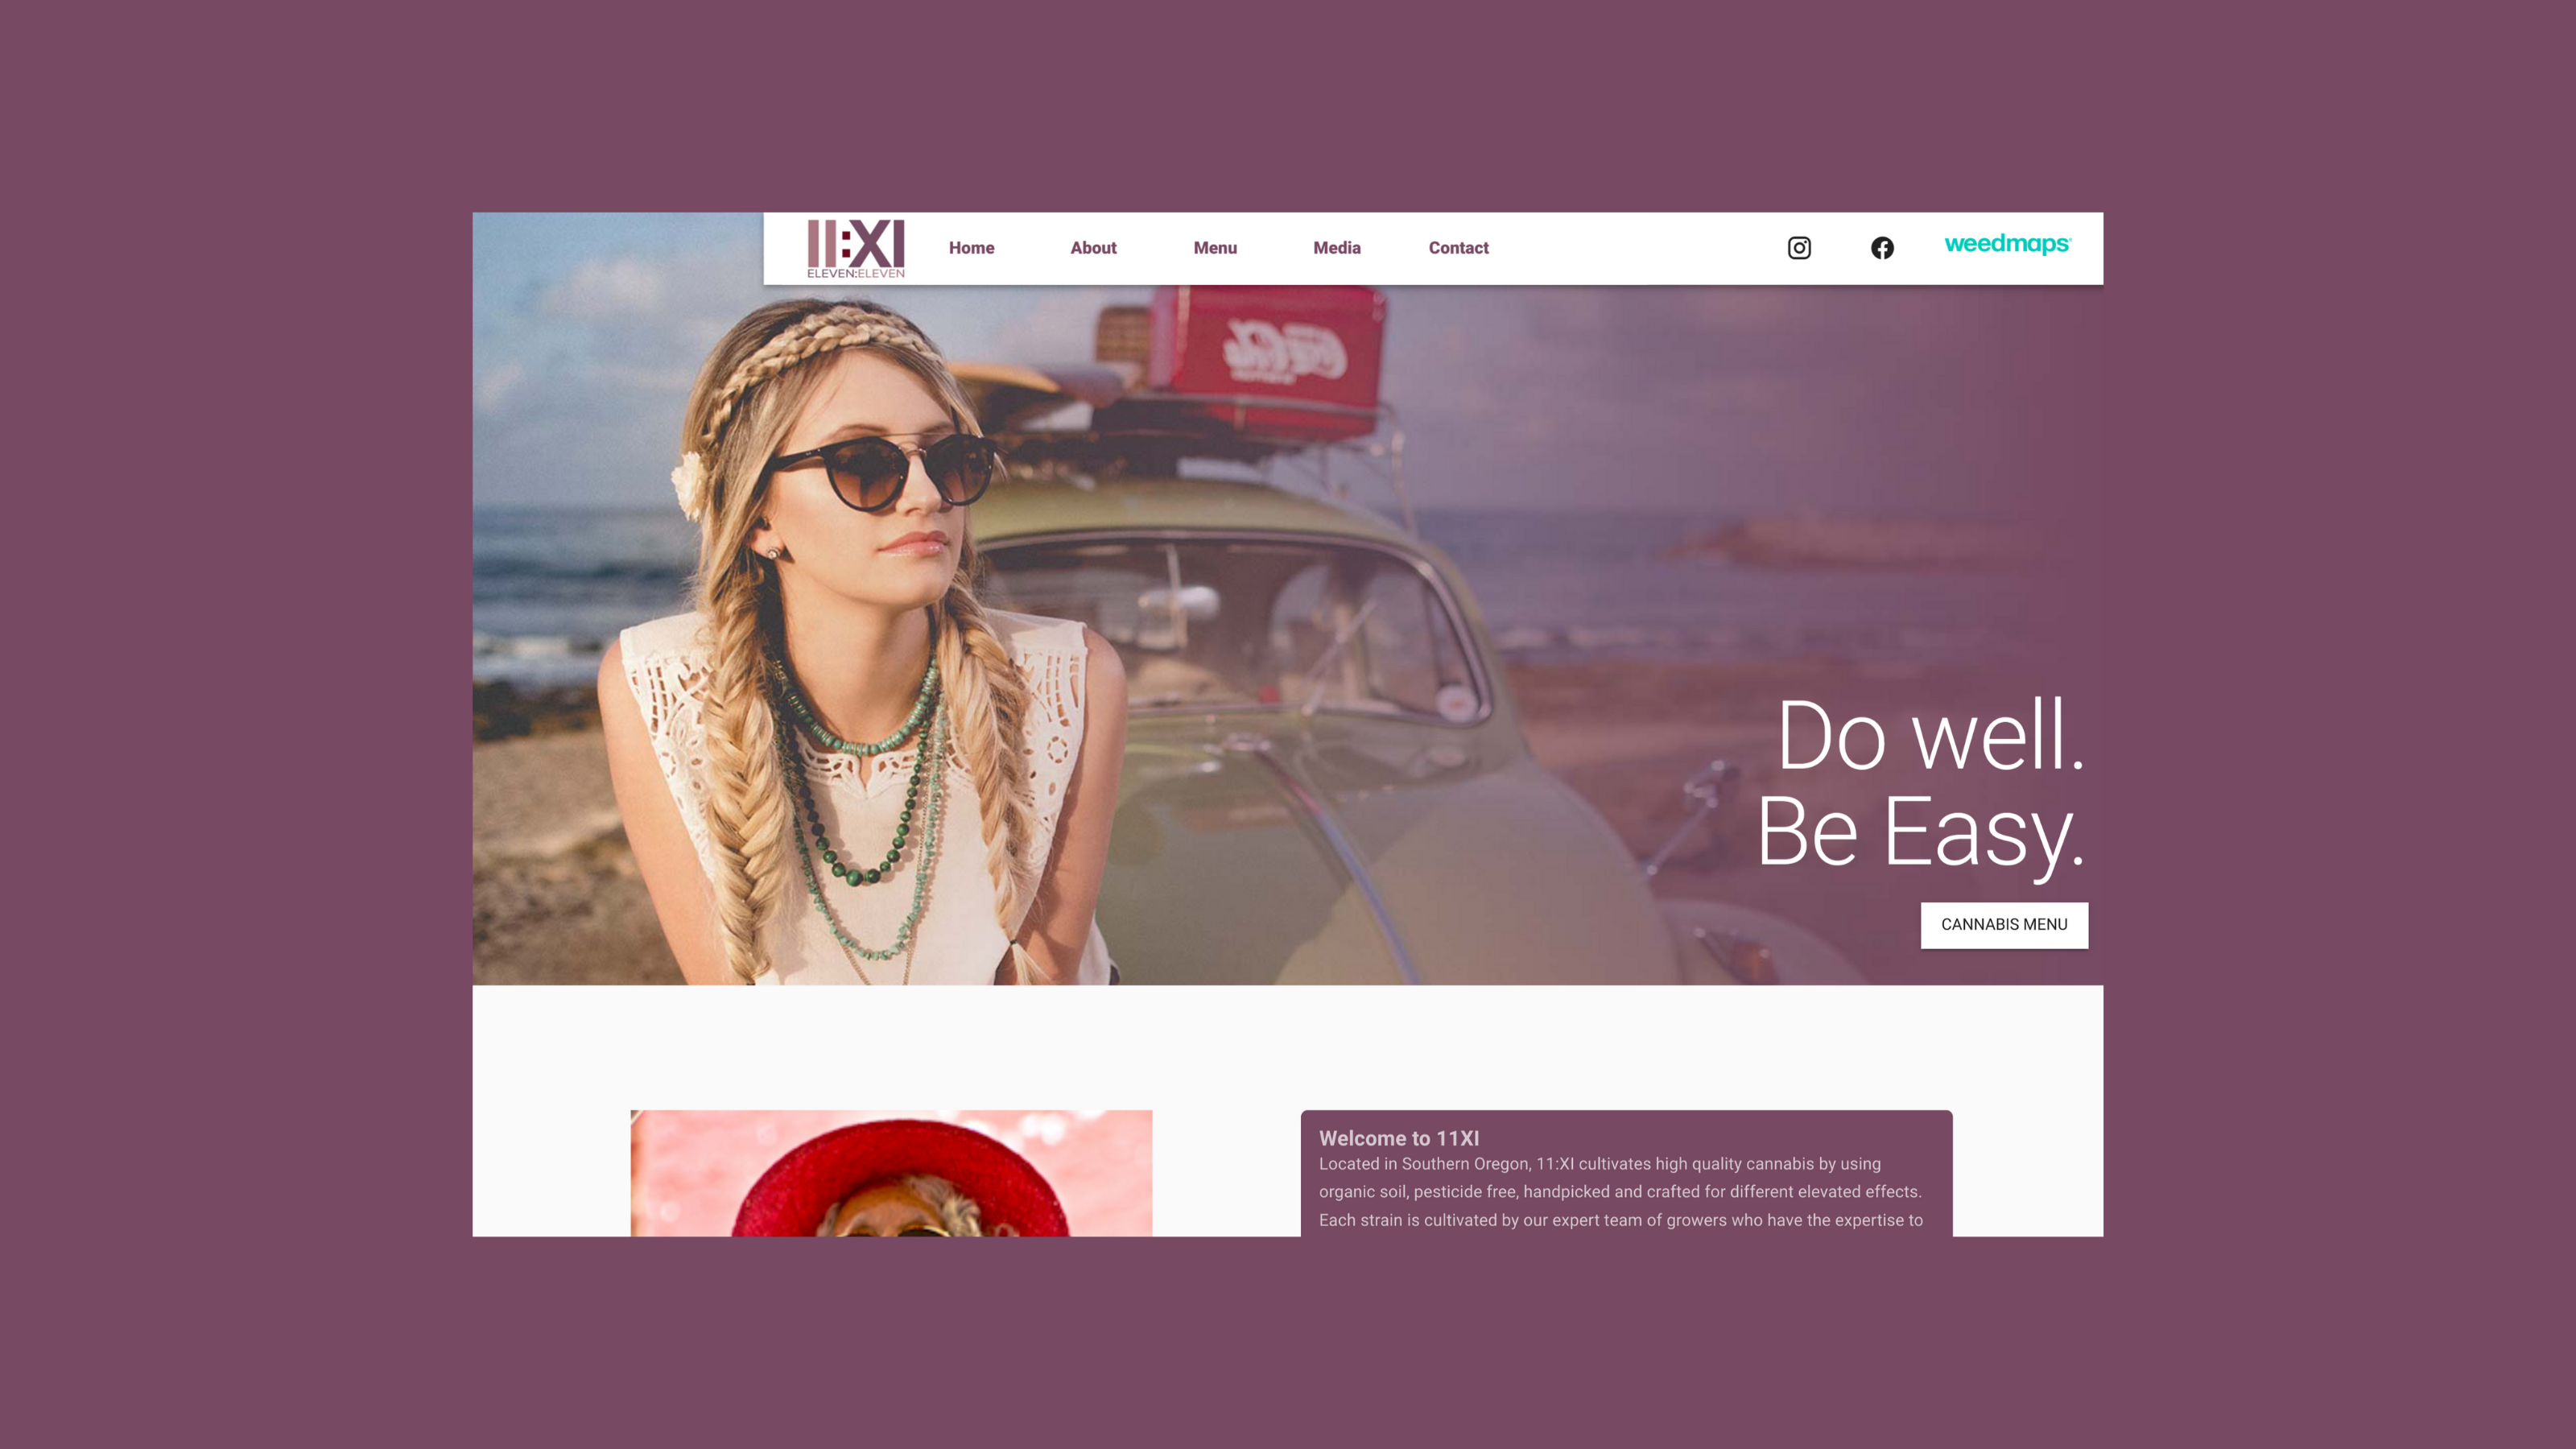 11:XI
ELEVEN:ELEVEN
Home
About
Menu
Media
Contact
weedmaps
Do well.
Be Easy.
CANNABIS MENU
Welcome to 11XI
Located in Southern Oregon, 11:XI cultivates high quality cannabis by using
organic soil, pesticide free, handpicked and crafted for different elevated effects.
Each strain is cultivated by our expert team of growers who have the expertise to